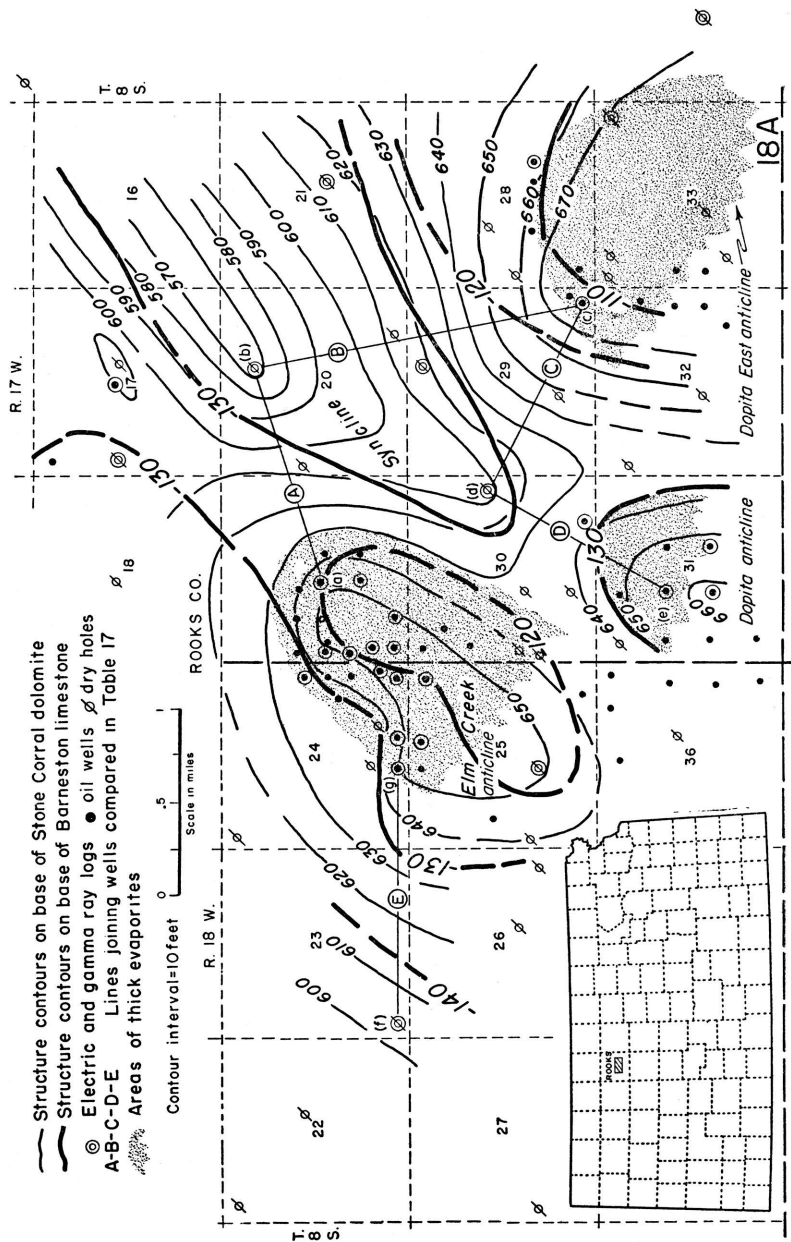 Structure contours on base of Stone Corral dolomite
Structure contours on base of Barneston limestone
Electric and gamma ray logs • oil wells ø dry holes
A-B-C-D-E Lines joining wells compared in Table 17
Areas of thick evaporites
Contour interval=10 feet
0 .5 1
Scale in miles
ROOKS CO.
R. 18 W.
R. 17 W.
T. 8 S.
T. 8 S.
16
17
18
20
21
22
23
24
25
26
27
28
29
30
31
32
33
36
600
590
580
570
580
590
600
610
620
630
640
650
660
670
-130
-130
-120
-110
Syncline
(b)
B
A
(a)
(d)
C
(c)
D
(e)
E
(f)
(g)
600
610
620
630
640
650
-140
-130
-120
Elm Creek
anticline
-130
640
650
660
Dopita anticline
Dopita East anticline
ROOKS
18A